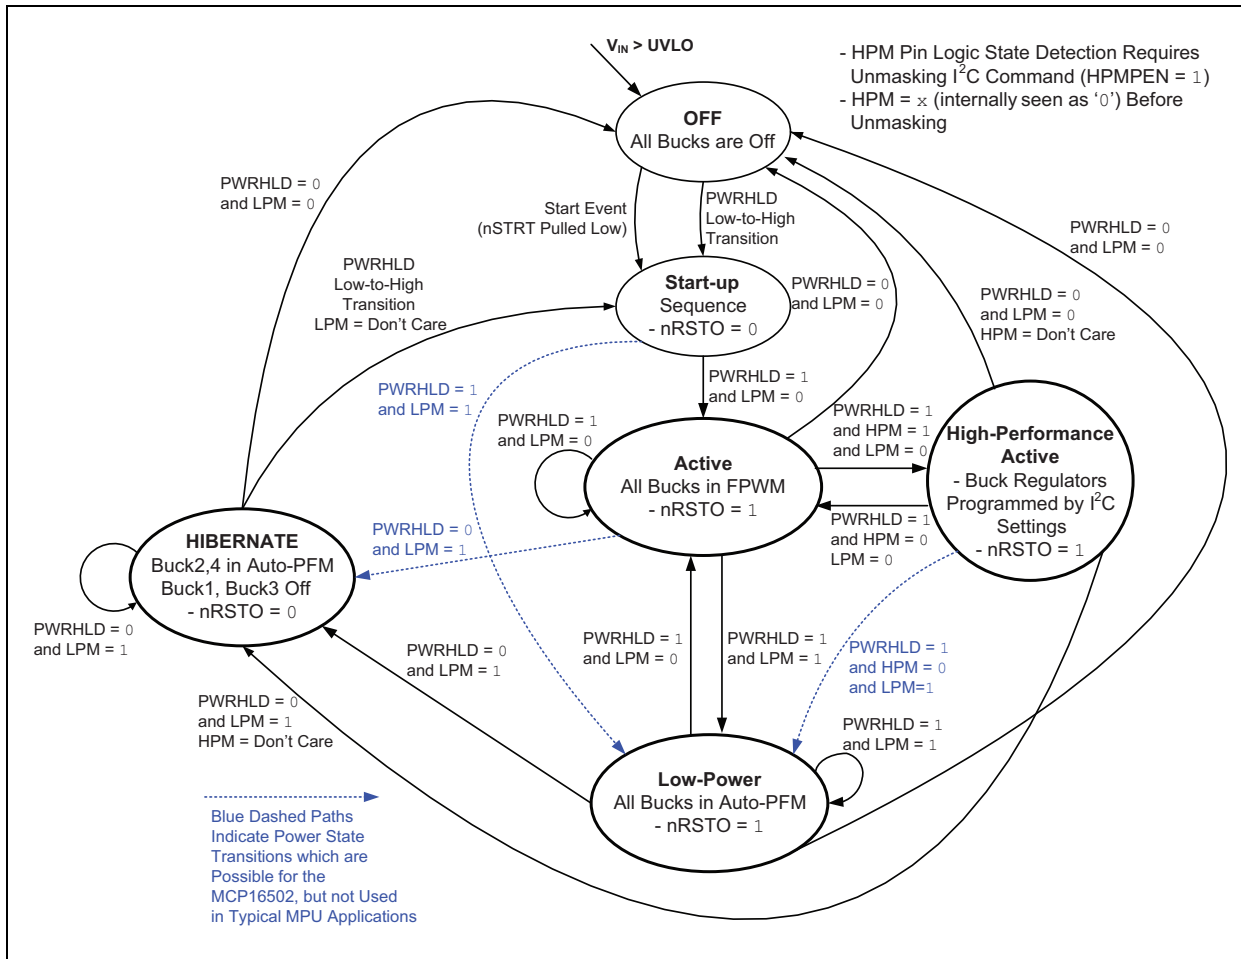 V_IN > UVLO
- HPM Pin Logic State Detection Requires
Unmasking I²C Command (HPMPEN = 1)
- HPM = x (internally seen as ‘0’) Before
Unmasking
OFF
All Bucks are Off
PWRHLD = 0
and LPM = 0
Start Event
(nSTRT Pulled Low)
PWRHLD
Low-to-High
Transition
PWRHLD = 0
and LPM = 0
PWRHLD
Low-to-High
Transition
LPM = Don’t Care
Start-up
Sequence
- nRSTO = 0
PWRHLD = 0
and LPM = 0
PWRHLD = 0
and LPM = 0
HPM = Don’t Care
PWRHLD = 1
and LPM = 1
PWRHLD = 1
and LPM = 0
PWRHLD = 1
and LPM = 0
PWRHLD = 1
and HPM = 1
and LPM = 0
High-Performance
Active
- Buck Regulators
Programmed by I²C
Settings
- nRSTO = 1
Active
All Bucks in FPWM
- nRSTO = 1
PWRHLD = 0
and LPM = 1
PWRHLD = 1
and HPM = 0
LPM = 0
HIBERNATE
Buck2,4 in Auto-PFM
Buck1, Buck3 Off
- nRSTO = 0
PWRHLD = 0
and LPM = 1
PWRHLD = 0
and LPM = 1
PWRHLD = 1
and LPM = 0
PWRHLD = 1
and LPM = 1
PWRHLD = 1
and HPM = 0
and LPM=1
PWRHLD = 0
and LPM = 1
HPM = Don’t Care
PWRHLD = 1
and LPM = 1
Low-Power
All Bucks in Auto-PFM
- nRSTO = 1
Blue Dashed Paths
Indicate Power State
Transitions which are
Possible for the
MCP16502, but not Used
in Typical MPU Applications